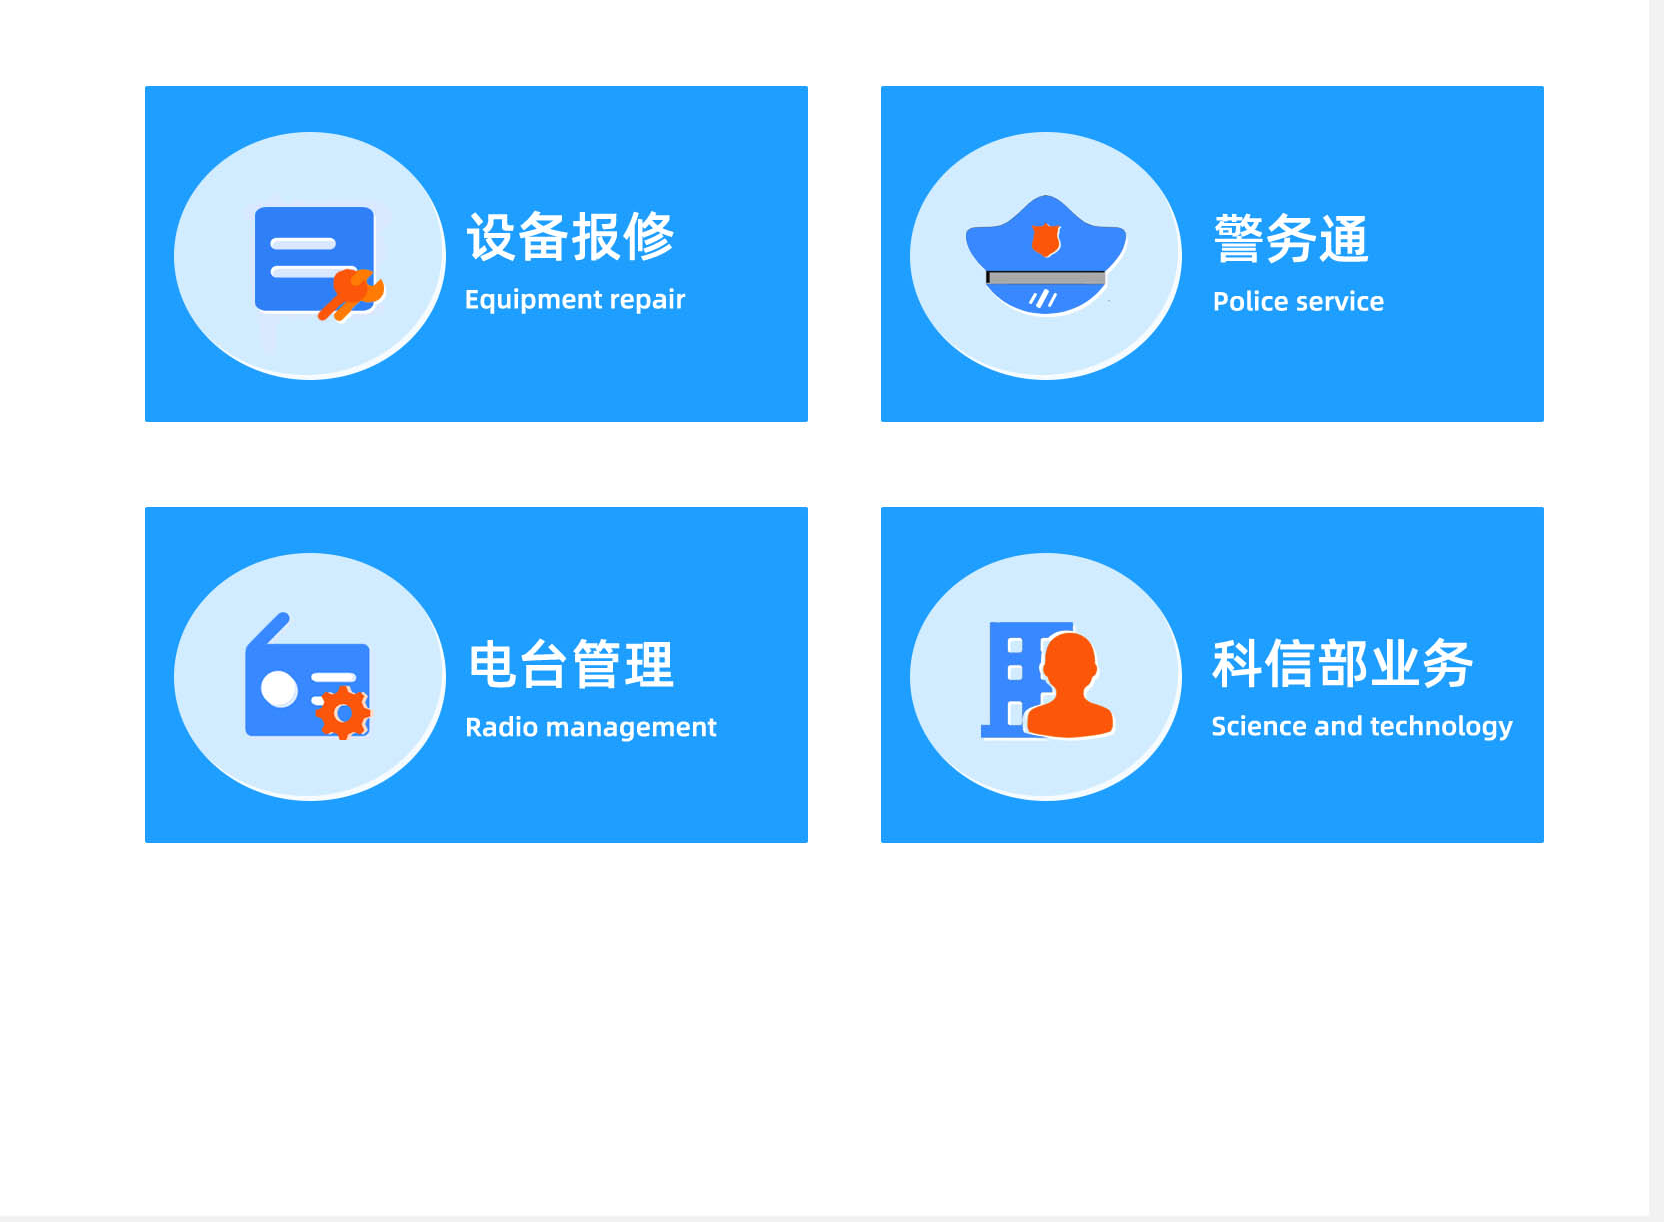 设备报修
Equipment repair
警务通
Police service
电台管理
Radio management
科信部业务
Science and technology